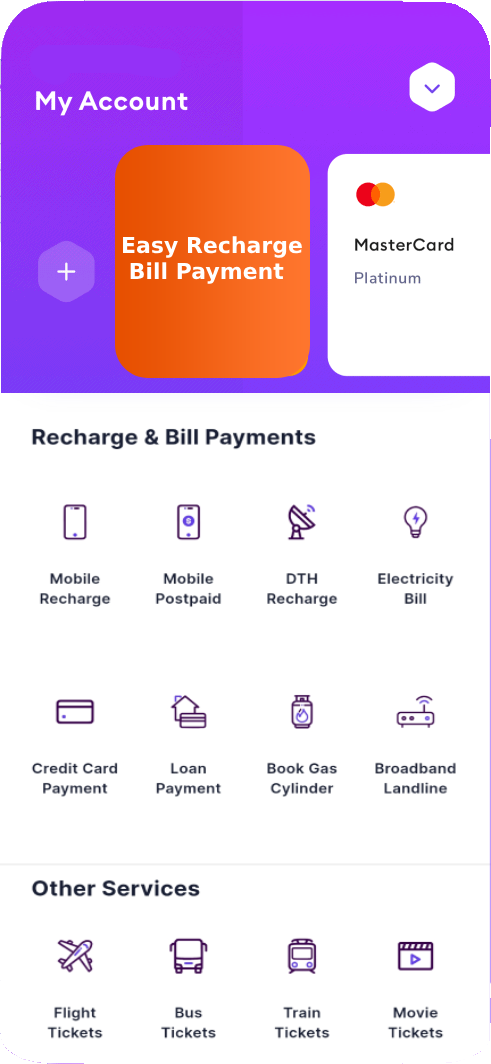 My Account
Easy Recharge
Bill Payment
MasterCard
Platinum
Recharge & Bill Payments
Mobile
Recharge
Mobile
Postpaid
DTH
Recharge
Electricity
Bill
Credit Card
Payment
Loan
Payment
Book Gas
Cylinder
Broadband
Landline
Other Services
Flight
Tickets
Bus
Tickets
Train
Tickets
Movie
Tickets